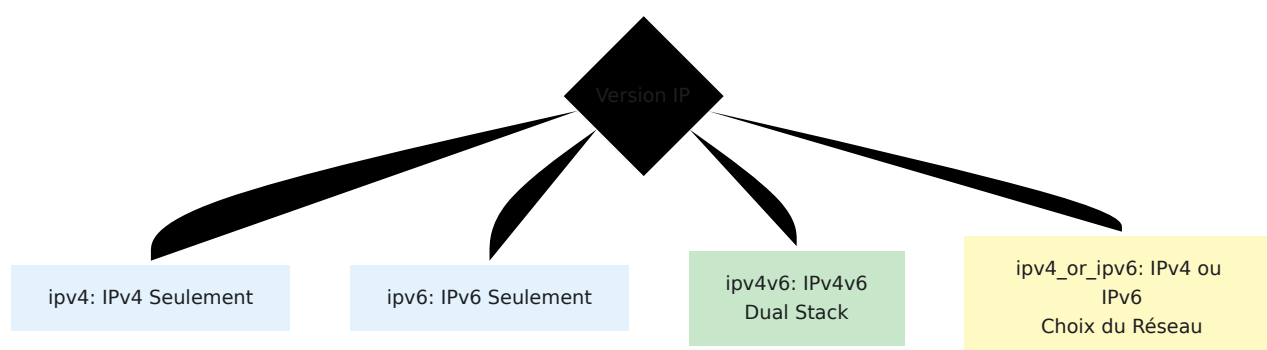 Version IP
ipv4: IPv4 Seulement
ipv6: IPv6 Seulement
ipv4v6: IPv4v6
Dual Stack
ipv4_or_ipv6: IPv4 ou
IPv6
Choix du Réseau